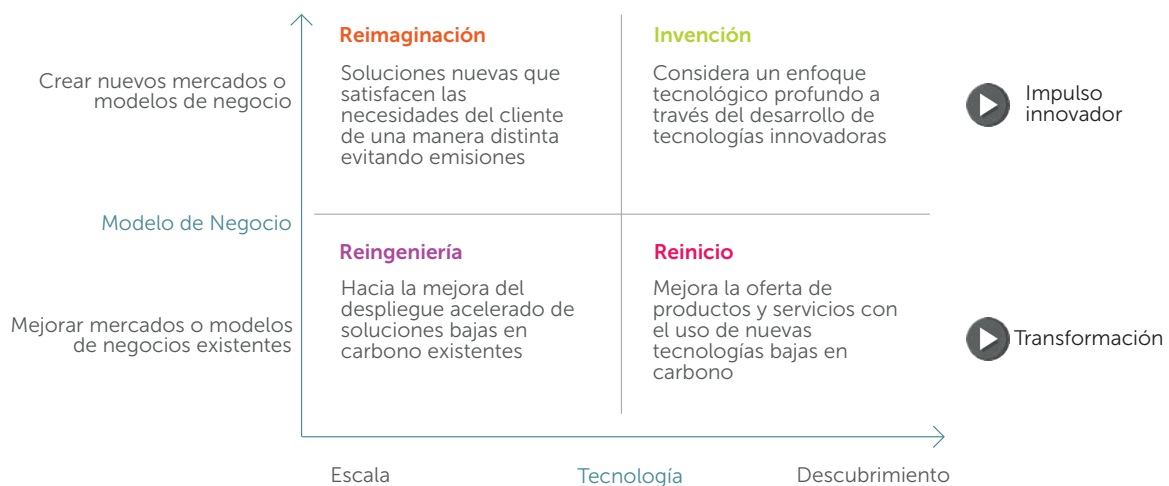 Reimaginación
Soluciones nuevas que
satisfacen las
necesidades del cliente
de una manera distinta
evitando emisiones
Invención
Considera un enfoque
tecnológico profundo a
través del desarrollo de
tecnologías innovadoras
Crear nuevos mercados o
modelos de negocio
Impulso
innovador
Modelo de Negocio
Reingeniería
Hacia la mejora del
despliegue acelerado de
soluciones bajas en
carbono existentes
Reinicio
Mejora la oferta de
productos y servicios con
el uso de nuevas
tecnologías bajas en
carbono
Mejorar mercados o modelos
de negocios existentes
Transformación
Escala
Tecnología
Descubrimiento